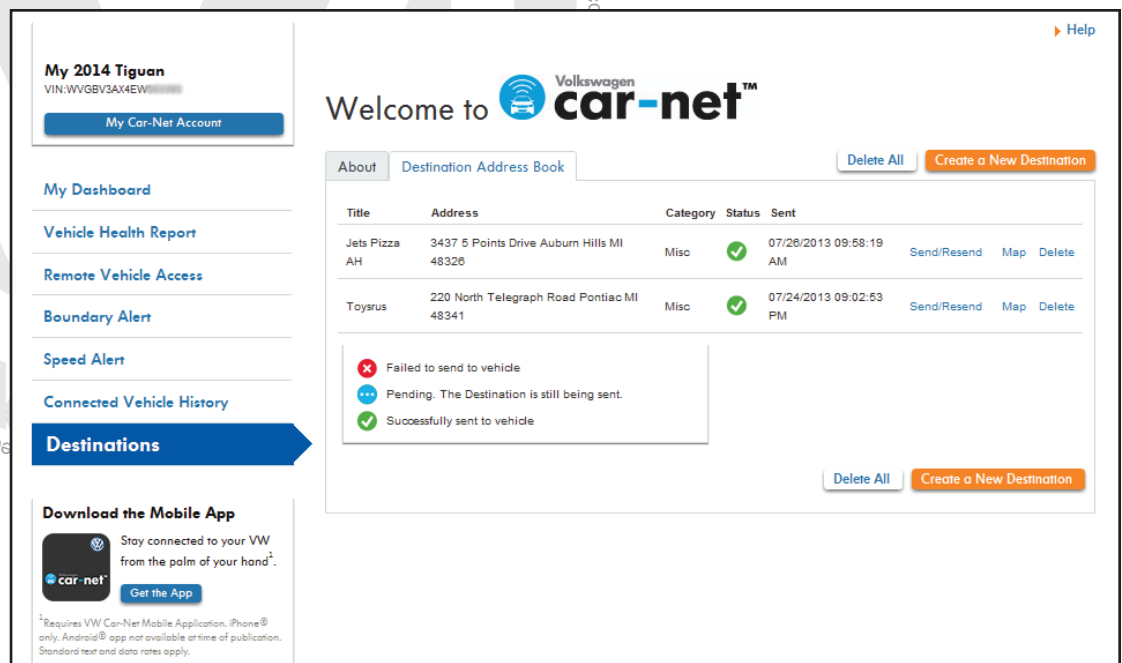 Help
My 2014 Tiguan
VIN:WVGBV3AX4EW
My Car-Net Account
Welcome to Volkswagen car-net™
About
Destination Address Book
Delete All
Create a New Destination
My Dashboard
Vehicle Health Report
Remote Vehicle Access
Boundary Alert
Speed Alert
Connected Vehicle History
Destinations
Title Address Category Status Sent
Jets Pizza 3437 5 Points Drive Auburn Hills MI Misc 07/26/2013 09:58:19 Send/Resend Map Delete
AH 48326 AM
Toysrus 220 North Telegraph Road Pontiac MI Misc 07/24/2013 09:02:53 Send/Resend Map Delete
48341 PM
Failed to send to vehicle
Pending. The Destination is still being sent.
Successfully sent to vehicle
Delete All
Create a New Destination
Download the Mobile App
car-net
Stay connected to your VW
from the palm of your hand¹.
Get the App
¹Requires VW Car-Net Mobile Application. iPhone®
only. Android® app not available at time of publication.
Standard text and data rates apply.